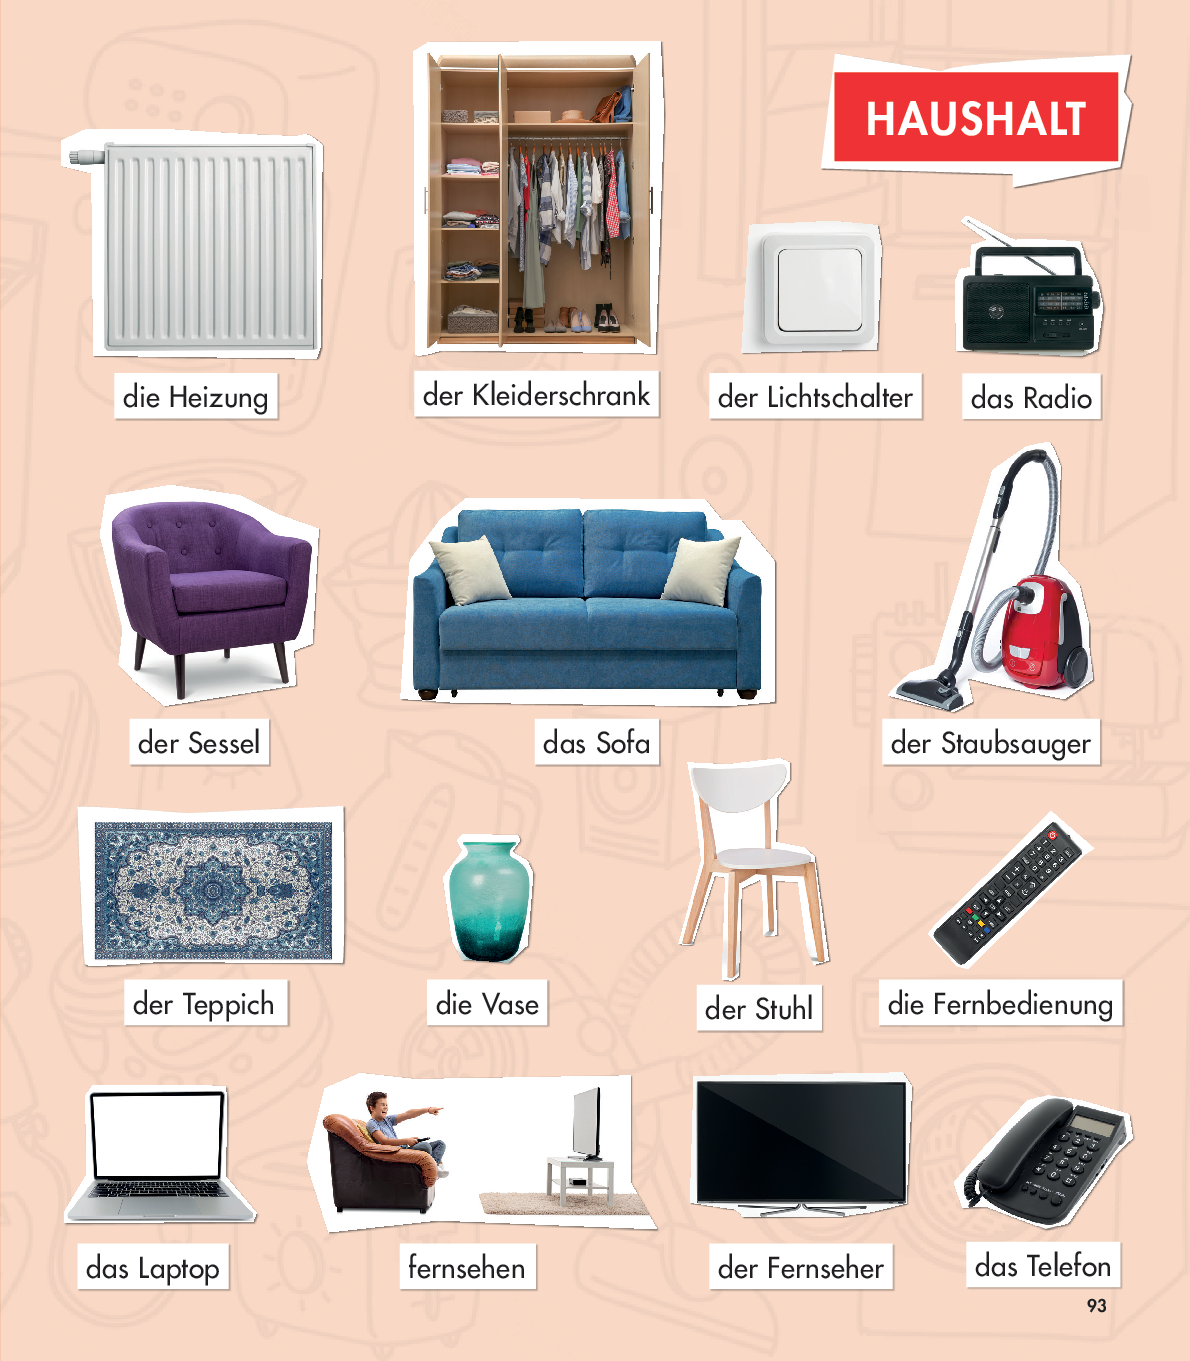 HAUSHALT
die Heizung
der Kleiderschrank
der Lichtschalter
das Radio
der Sessel
das Sofa
der Staubsauger
der Teppich
die Vase
der Stuhl
die Fernbedienung
das Laptop
fernsehen
der Fernseher
das Telefon
93